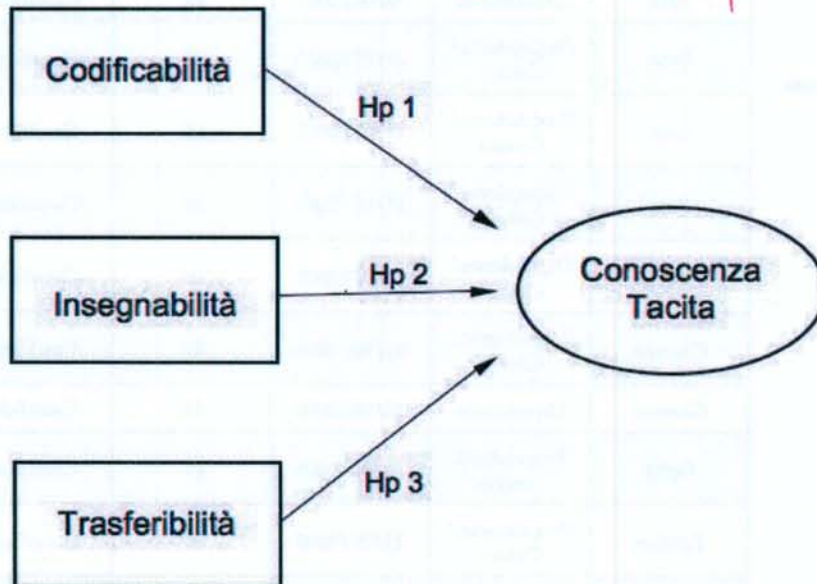 Codificabilità
Hp 1
Insegnabilità
Hp 2
Conoscenza
Tacita
Hp 3
Trasferibilità